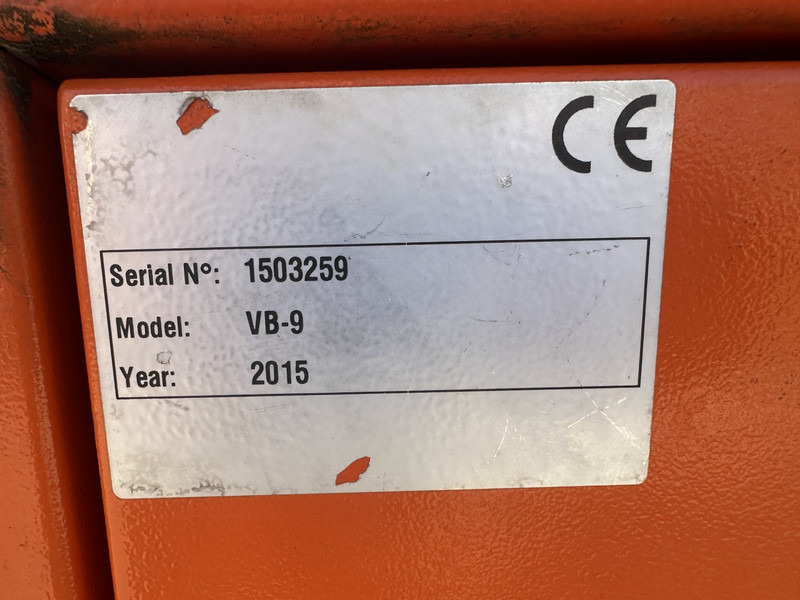 CE
Serial N°: 1503259
Model: VB-9
Year: 2015